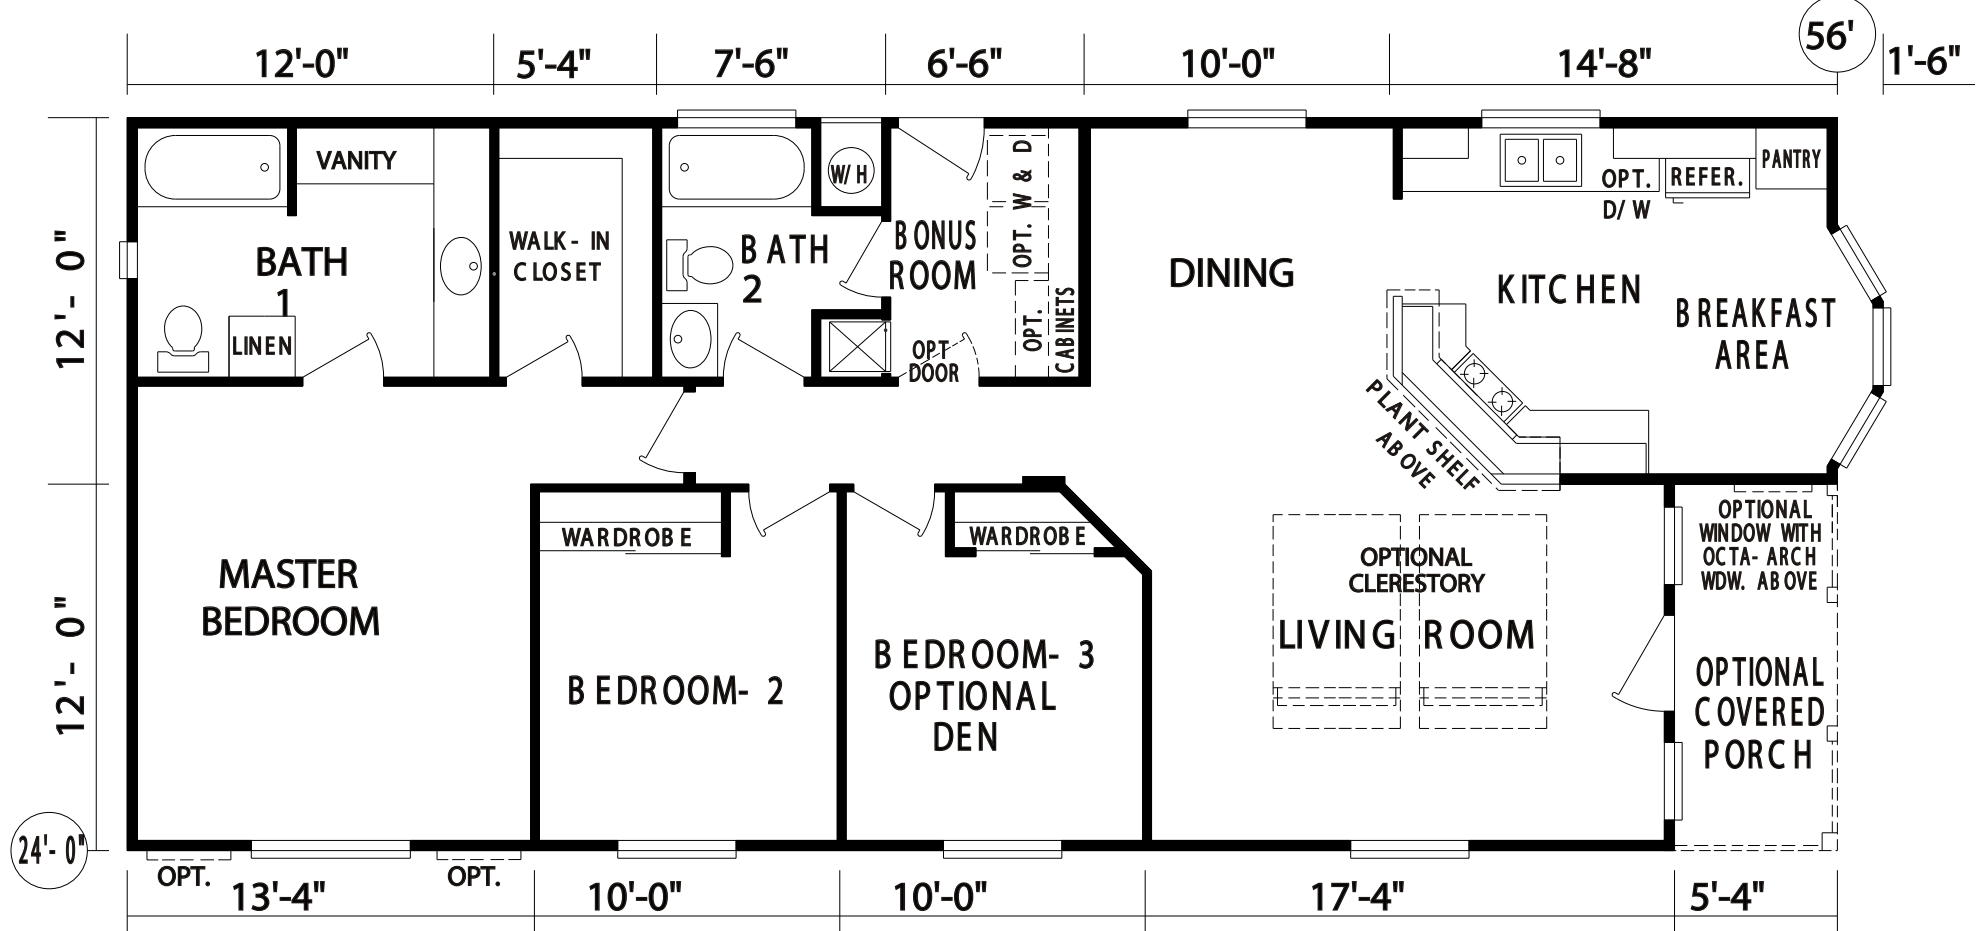 56'
12'-0"
5'-4"
7'-6"
6'-6"
10'-0"
14'-8"
1'-6"
VANITY
W/H
OPT. W & D
OPT.
D/W
REFER.
PANTRY
12'- 0"
BATH
1
LINEN
WALK- IN
CLOSET
BATH
2
BONUS
ROOM
OPT.
CABINETS
OPT
DOOR
DINING
KITCHEN
BREAKFAST
AREA
PLANT SHELF
ABOVE
WARDROBE
WARDROBE
OPTIONAL
WINDOW WITH
OCTA- ARCH
WDW. ABOVE
OPTIONAL
CLERESTORY
LIVING ROOM
12'- 0"
MASTER
BEDROOM
BEDROOM- 2
BEDROOM- 3
OPTIONAL
DEN
OPTIONAL
COVERED
PORCH
24'- 0"
OPT.
OPT.
13'-4"
10'-0"
10'-0"
17'-4"
5'-4"